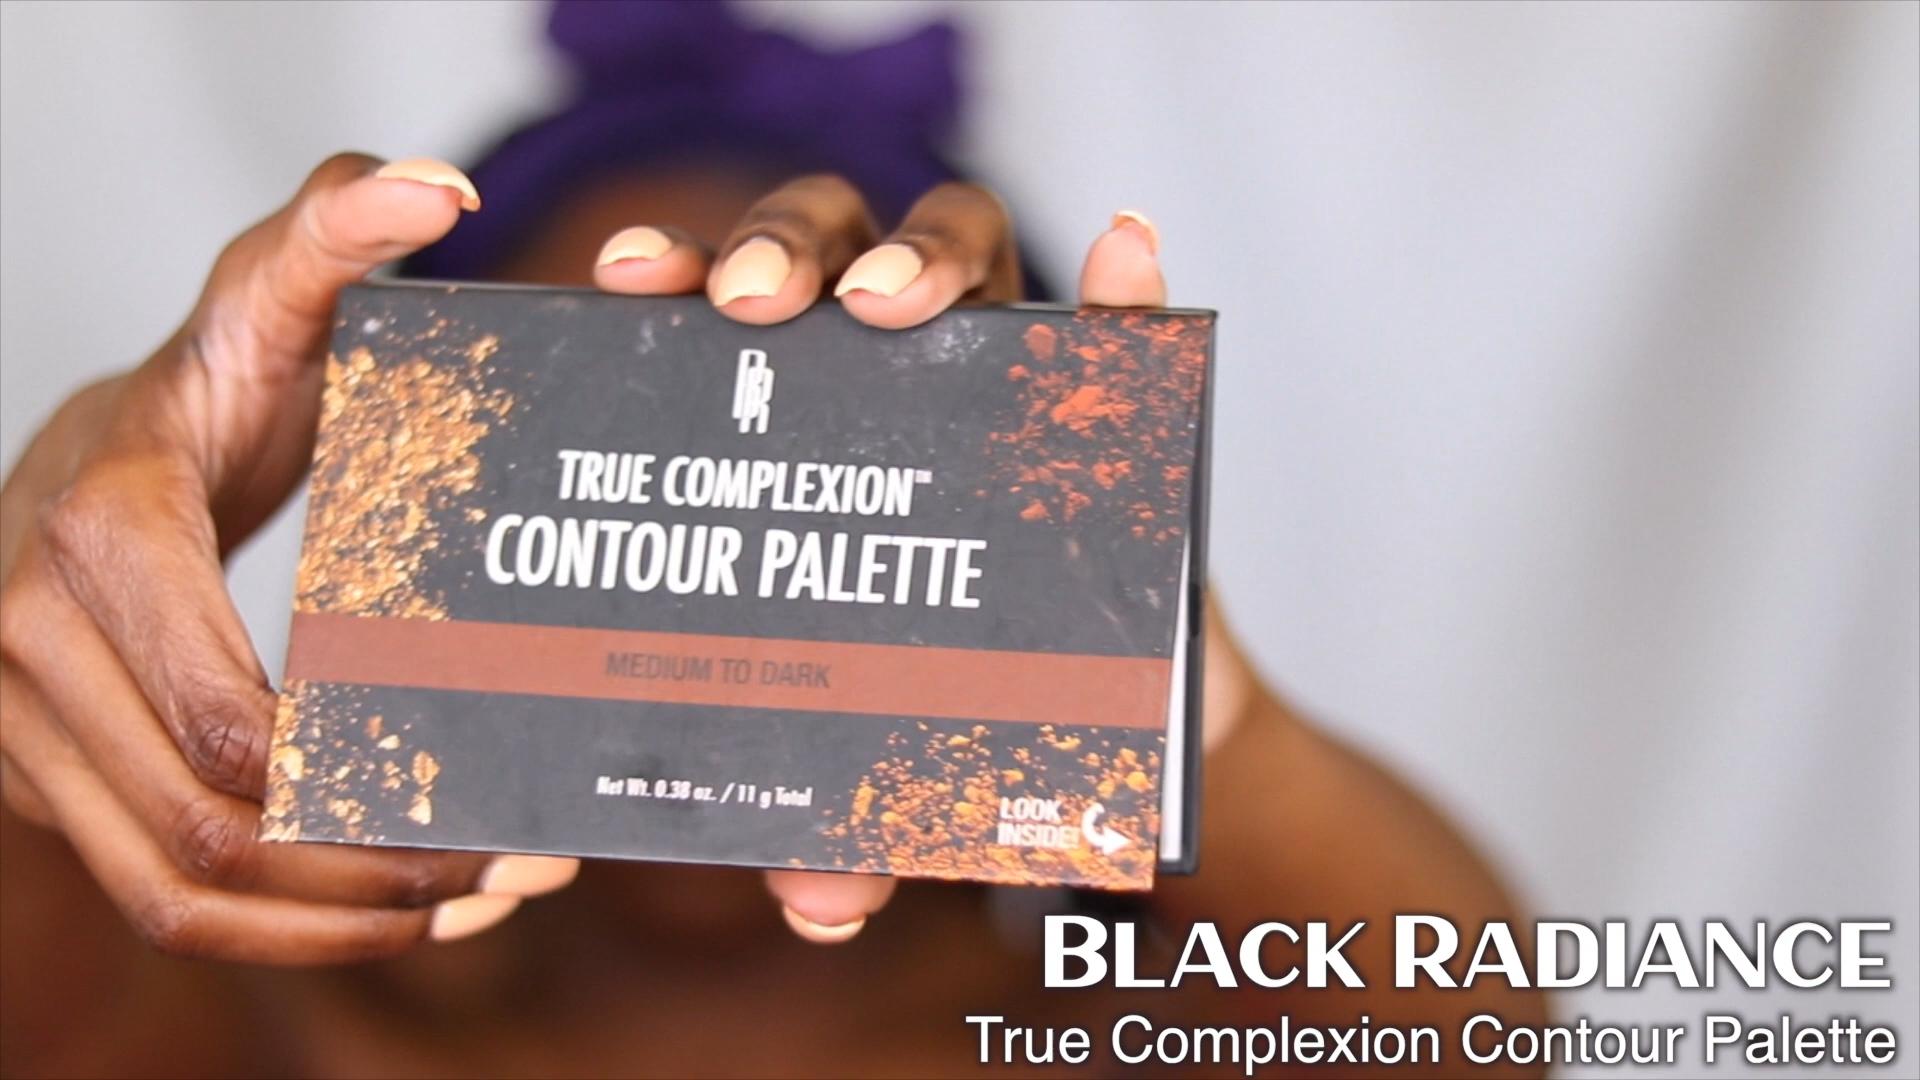 BR
TRUE COMPLEXION™
CONTOUR PALETTE
MEDIUM TO DARK
Net Wt. 0.38 oz. / 11 g Total
LOOK
INSIDE!
BLACK RADIANCE
True Complexion Contour Palette